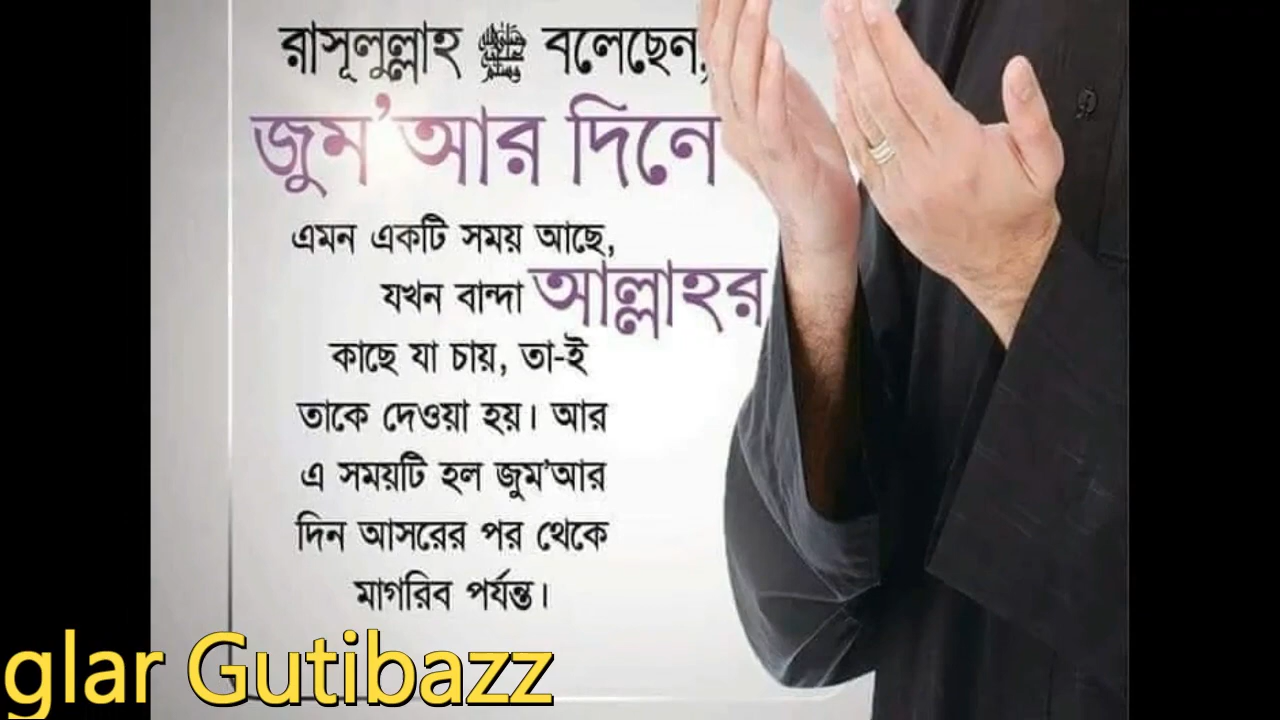 রাসূলুল্লাহ ﷺ বলেছেন,
জুম'আর দিনে
এমন একটি সময় আছে,
যখন বান্দা আল্লাহর
কাছে যা চায়, তা-ই
তাকে দেওয়া হয়। আর
এ সময়টি হল জুম'আর
দিন আসরের পর থেকে
মাগরিব পর্যন্ত।
glar Gutibazz